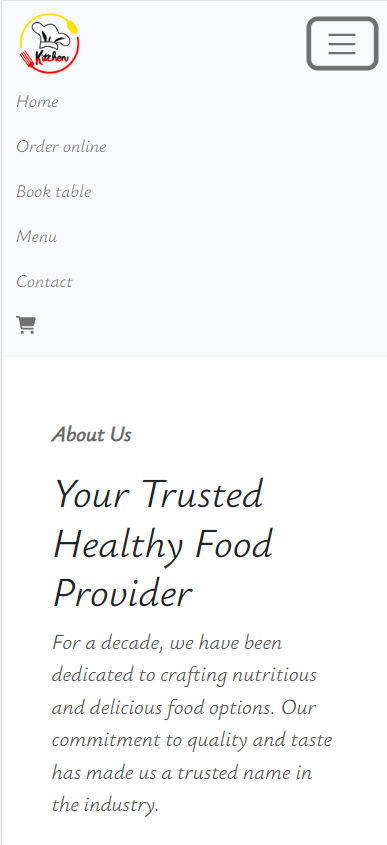 Kitchen
Home
Order online
Book table
Menu
Contact
About Us
Your Trusted
Healthy Food
Provider
For a decade, we have been
dedicated to crafting nutritious
and delicious food options. Our
commitment to quality and taste
has made us a trusted name in
the industry.